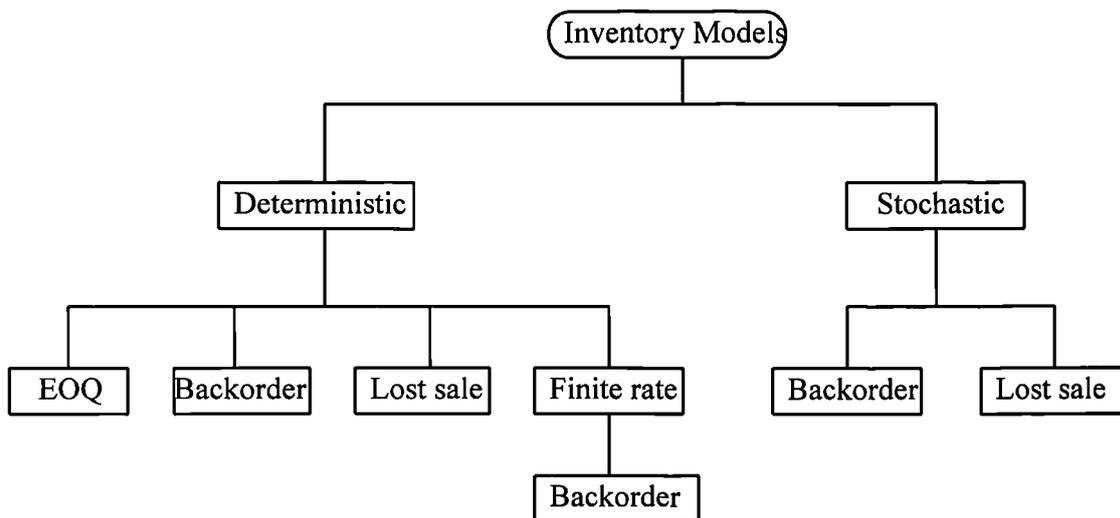 Inventory Models
Deterministic
Stochastic
EOQ
Backorder
Lost sale
Finite rate
Backorder
Lost sale
Backorder